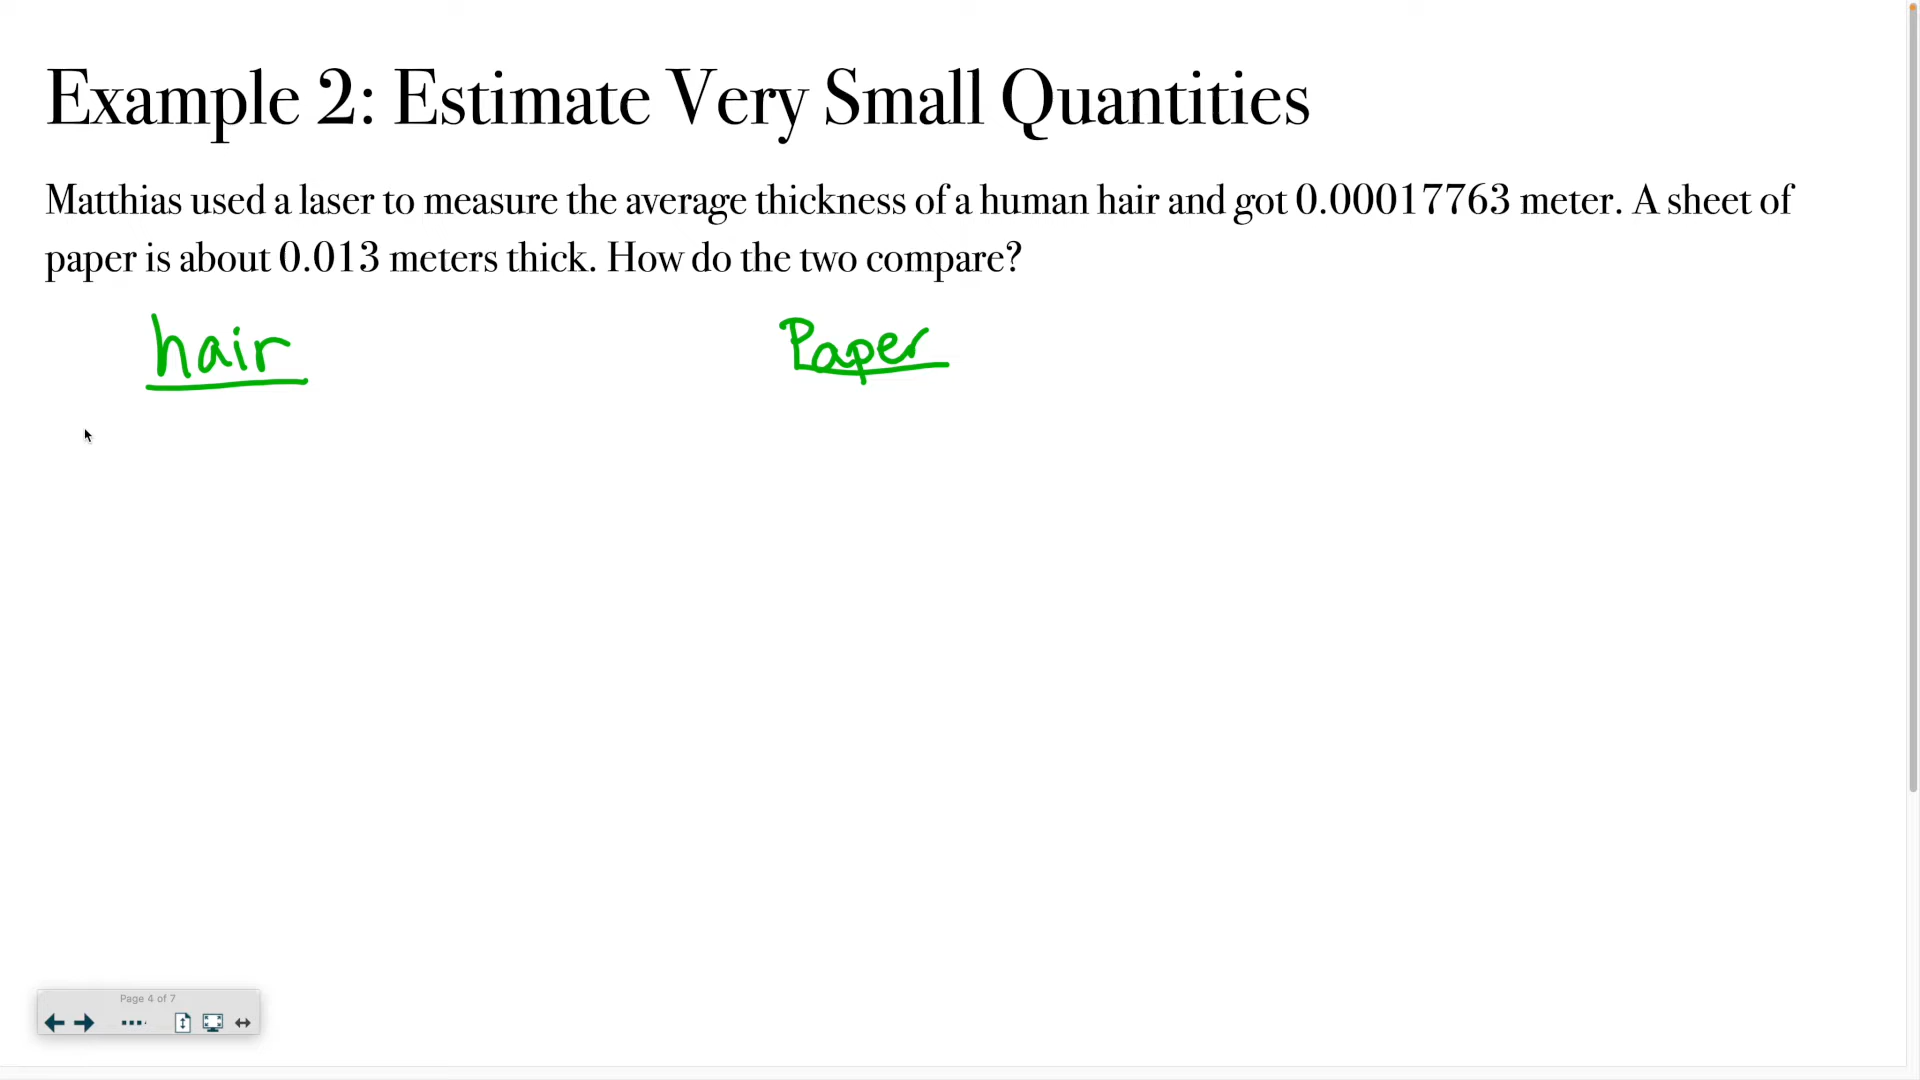 Example 2: Estimate Very Small Quantities
Matthias used a laser to measure the average thickness of a human hair and got 0.00017763 meter. A sheet of
paper is about 0.013 meters thick. How do the two compare?
hair Paper
Page 4 of 7